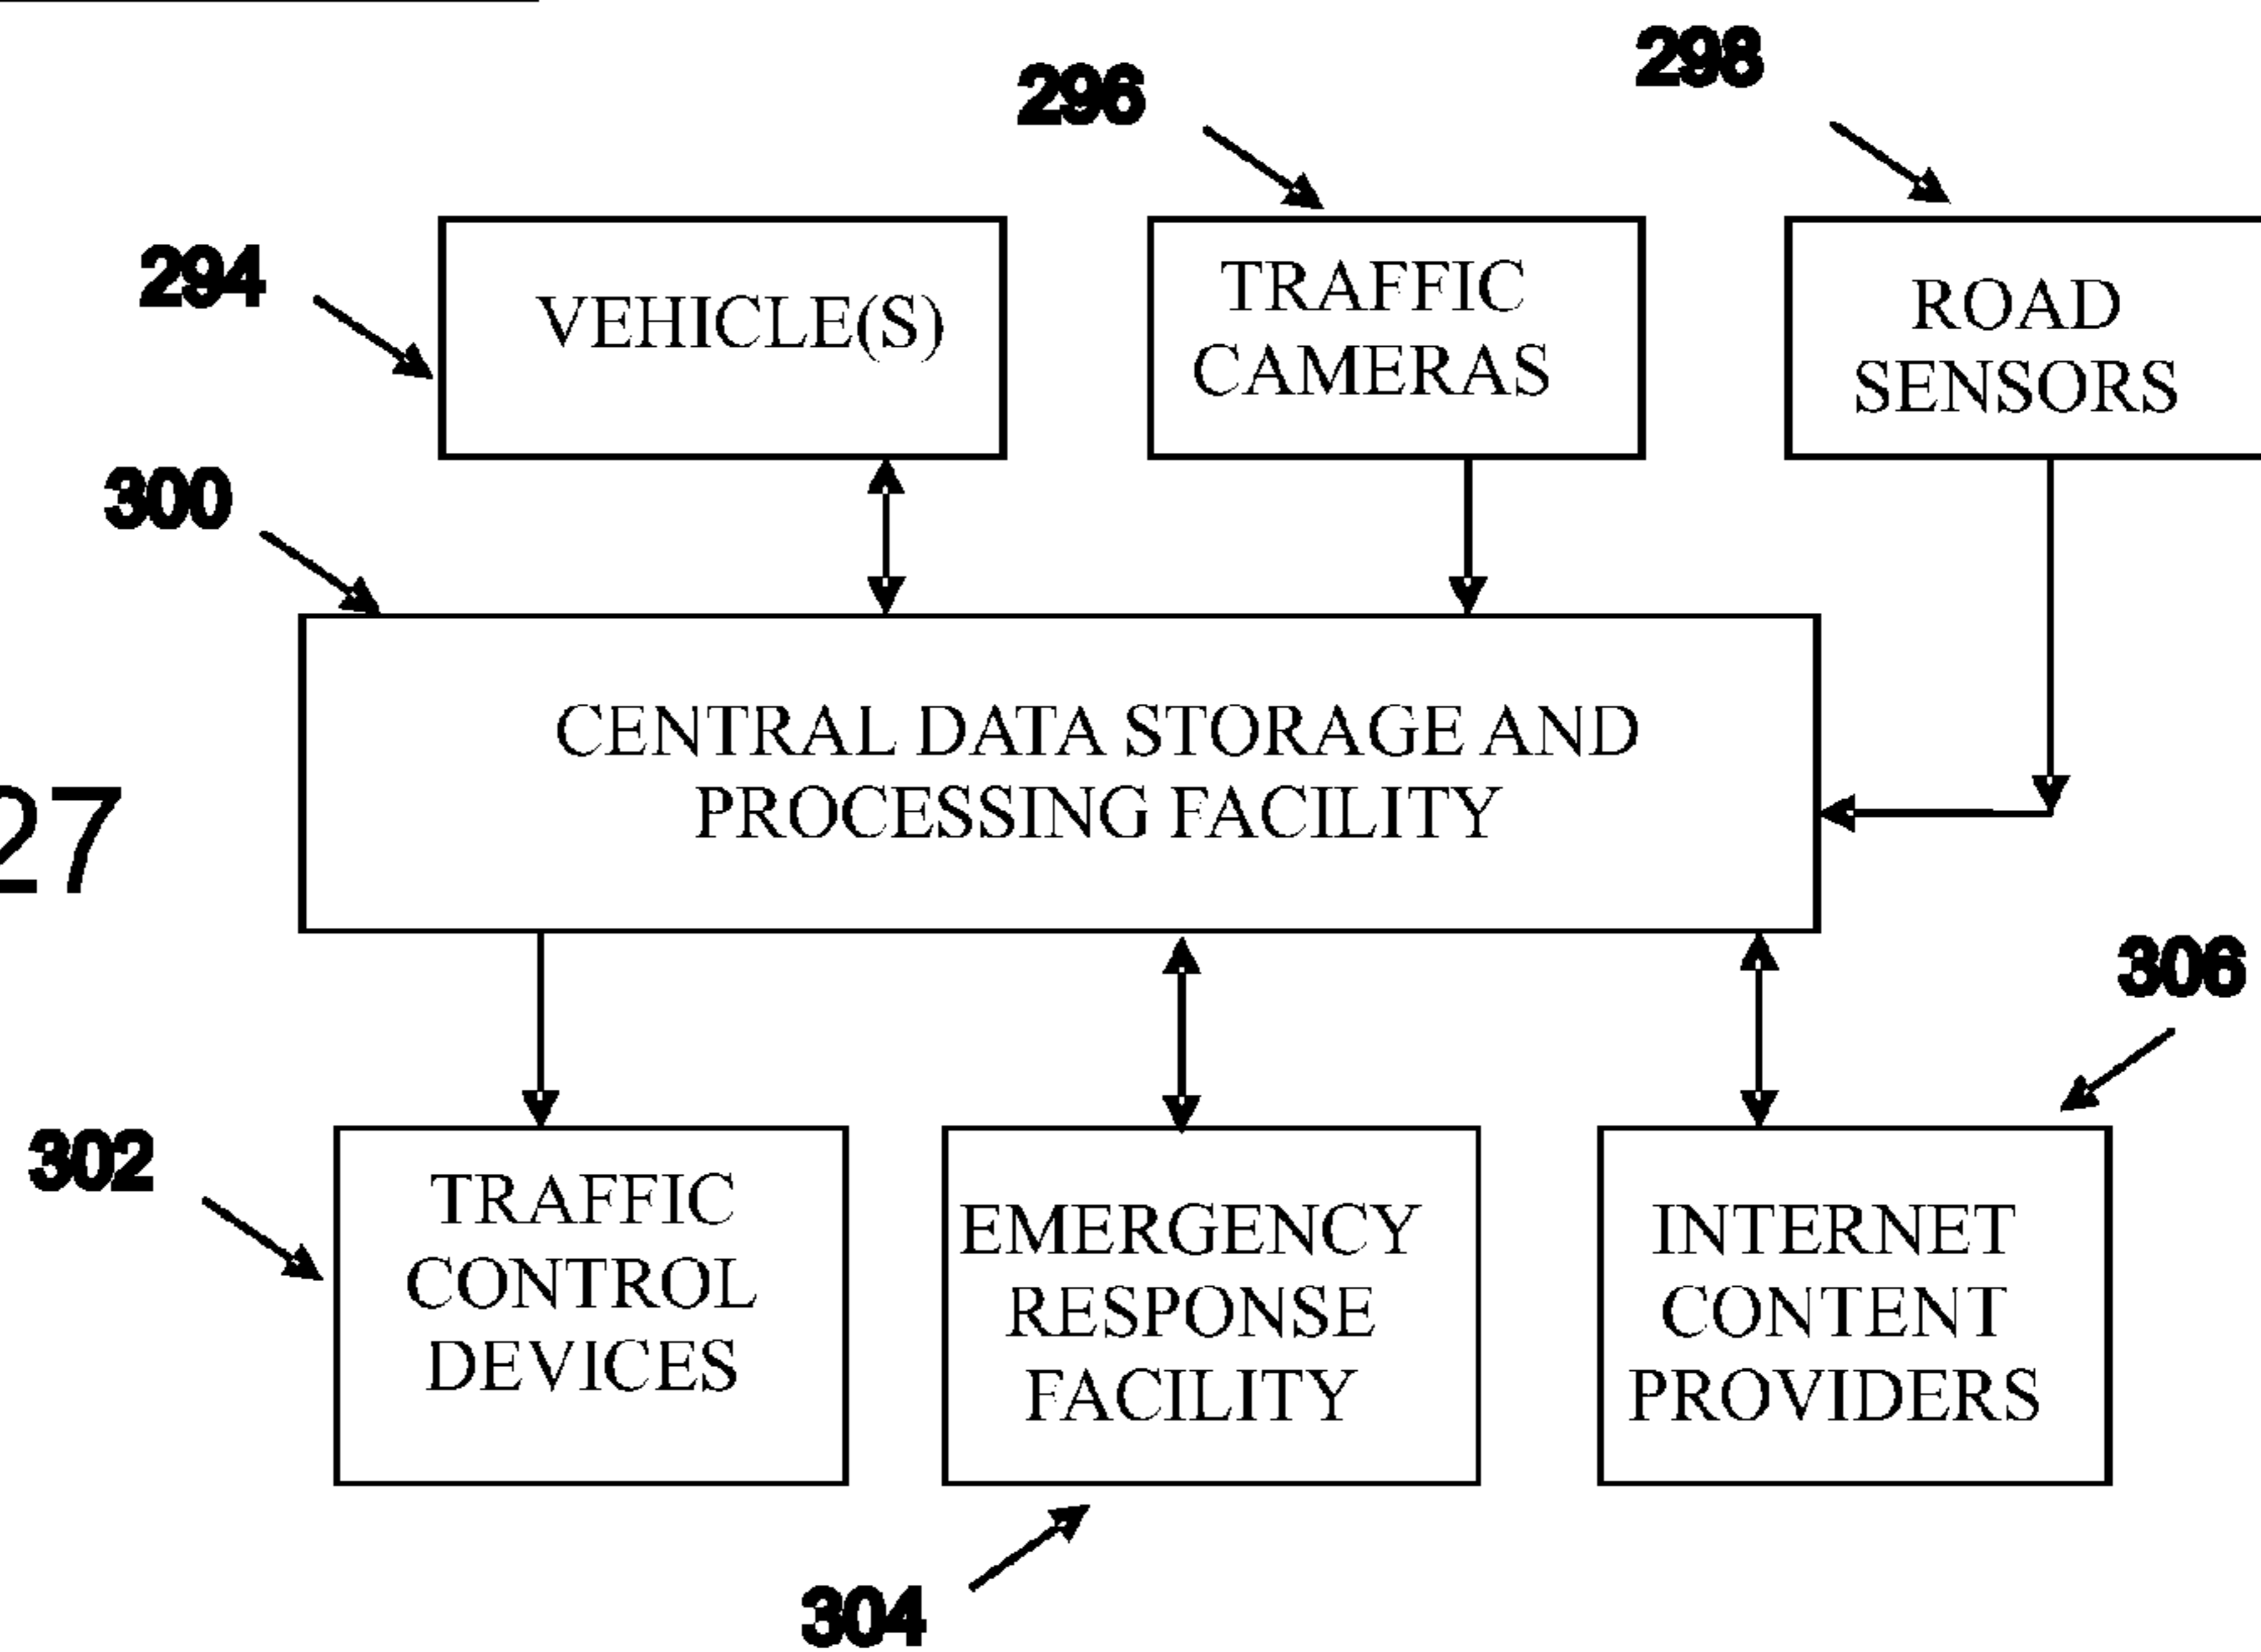 296
298
294
VEHICLE(S)
TRAFFIC
CAMERAS
ROAD
SENSORS
300
CENTRAL DATA STORAGE AND
PROCESSING FACILITY
27
306
302
TRAFFIC
CONTROL
DEVICES
EMERGENCY
RESPONSE
FACILITY
INTERNET
CONTENT
PROVIDERS
304